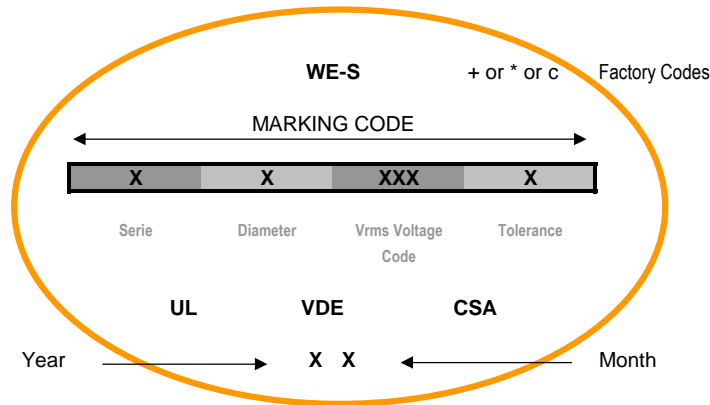 WE-S + or * or c Factory Codes
MARKING CODE
X X XXX X
Serie Diameter Vrms Voltage Tolerance
Code
UL VDE CSA
Year X X Month